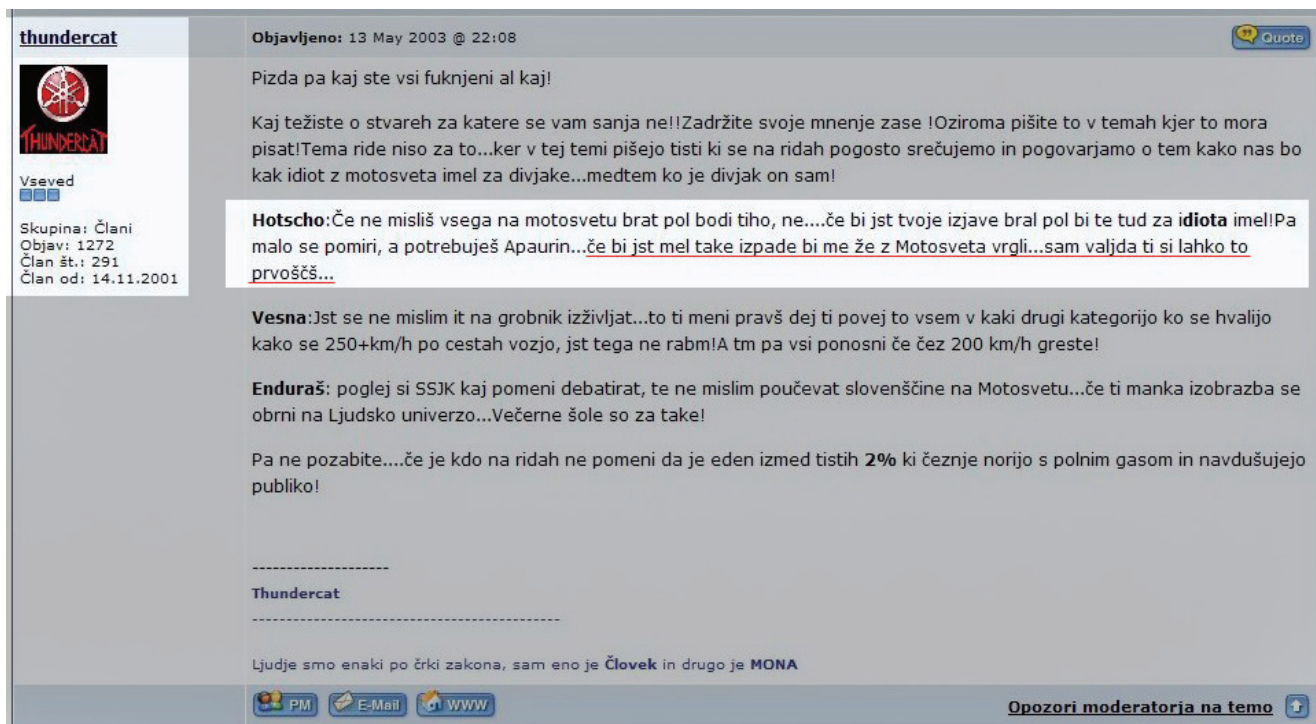 thundercat
Objavljeno: 13 May 2003 @ 22:08
Quote
THUNDERCAT
Vseved
Skupina: Člani
Objav: 1272
Član št.: 291
Član od: 14.11.2001
Pizda pa kaj ste vsi fuknjeni al kaj!
Kaj težiste o stvareh za katere se vam sanja ne!!Zadržite svoje mnenje zase !Oziroma pišite to v temah kjer to mora
pisat!Tema ride niso za to...ker v tej temi pišejo tisti ki se na ridah pogosto srečujemo in pogovarjamo o tem kako nas bo
kak idiot z motosveta imel za divjake...medtem ko je divjak on sam!
Hotscho:Če ne misliš vsega na motosvetu brat pol bodi tiho, ne....če bi jst tvoje izjave bral pol bi te tud za idiota imel!Pa
malo se pomiri, a potrebuješ Apaurin...če bi jst mel take izpade bi me že z Motosveta vrgli...sam valjda ti si lahko to
prvoščš...
Vesna:Jst se ne mislim it na grobnik izživljat...to ti meni pravš dej ti povej to vsem v kaki drugi kategorijo ko se hvalijo
kako se 250+km/h po cestah vozjo, jst tega ne rabm!A tm pa vsi ponosni če čez 200 km/h greste!
Enduraš: poglej si SSJK kaj pomeni debatirat, te ne mislim poučevat slovenščine na Motosvetu...če ti manka izobrazba se
obrni na Ljudsko univerzo...Večerne šole so za take!
Pa ne pozabite....če je kdo na ridah ne pomeni da je eden izmed tistih 2% ki čeznje norijo s polnim gasom in navdušujejo
publiko!
--------------------
Thundercat
---------------------------------------------
Ljudje smo enaki po črki zakona, sam eno je Človek in drugo je MONA
PM E-Mail WWW
Opozori moderatorja na temo